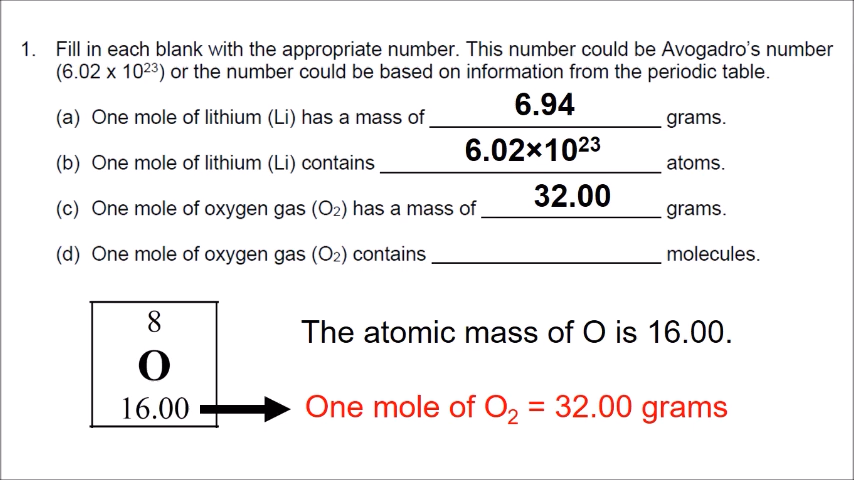 1. Fill in each blank with the appropriate number. This number could be Avogadro's number
(6.02 x 10²³) or the number could be based on information from the periodic table.
(a) One mole of lithium (Li) has a mass of 6.94 grams.
(b) One mole of lithium (Li) contains 6.02×10²³ atoms.
(c) One mole of oxygen gas (O₂) has a mass of 32.00 grams.
(d) One mole of oxygen gas (O₂) contains ____________________ molecules.
8
O
16.00
The atomic mass of O is 16.00.
One mole of O₂ = 32.00 grams